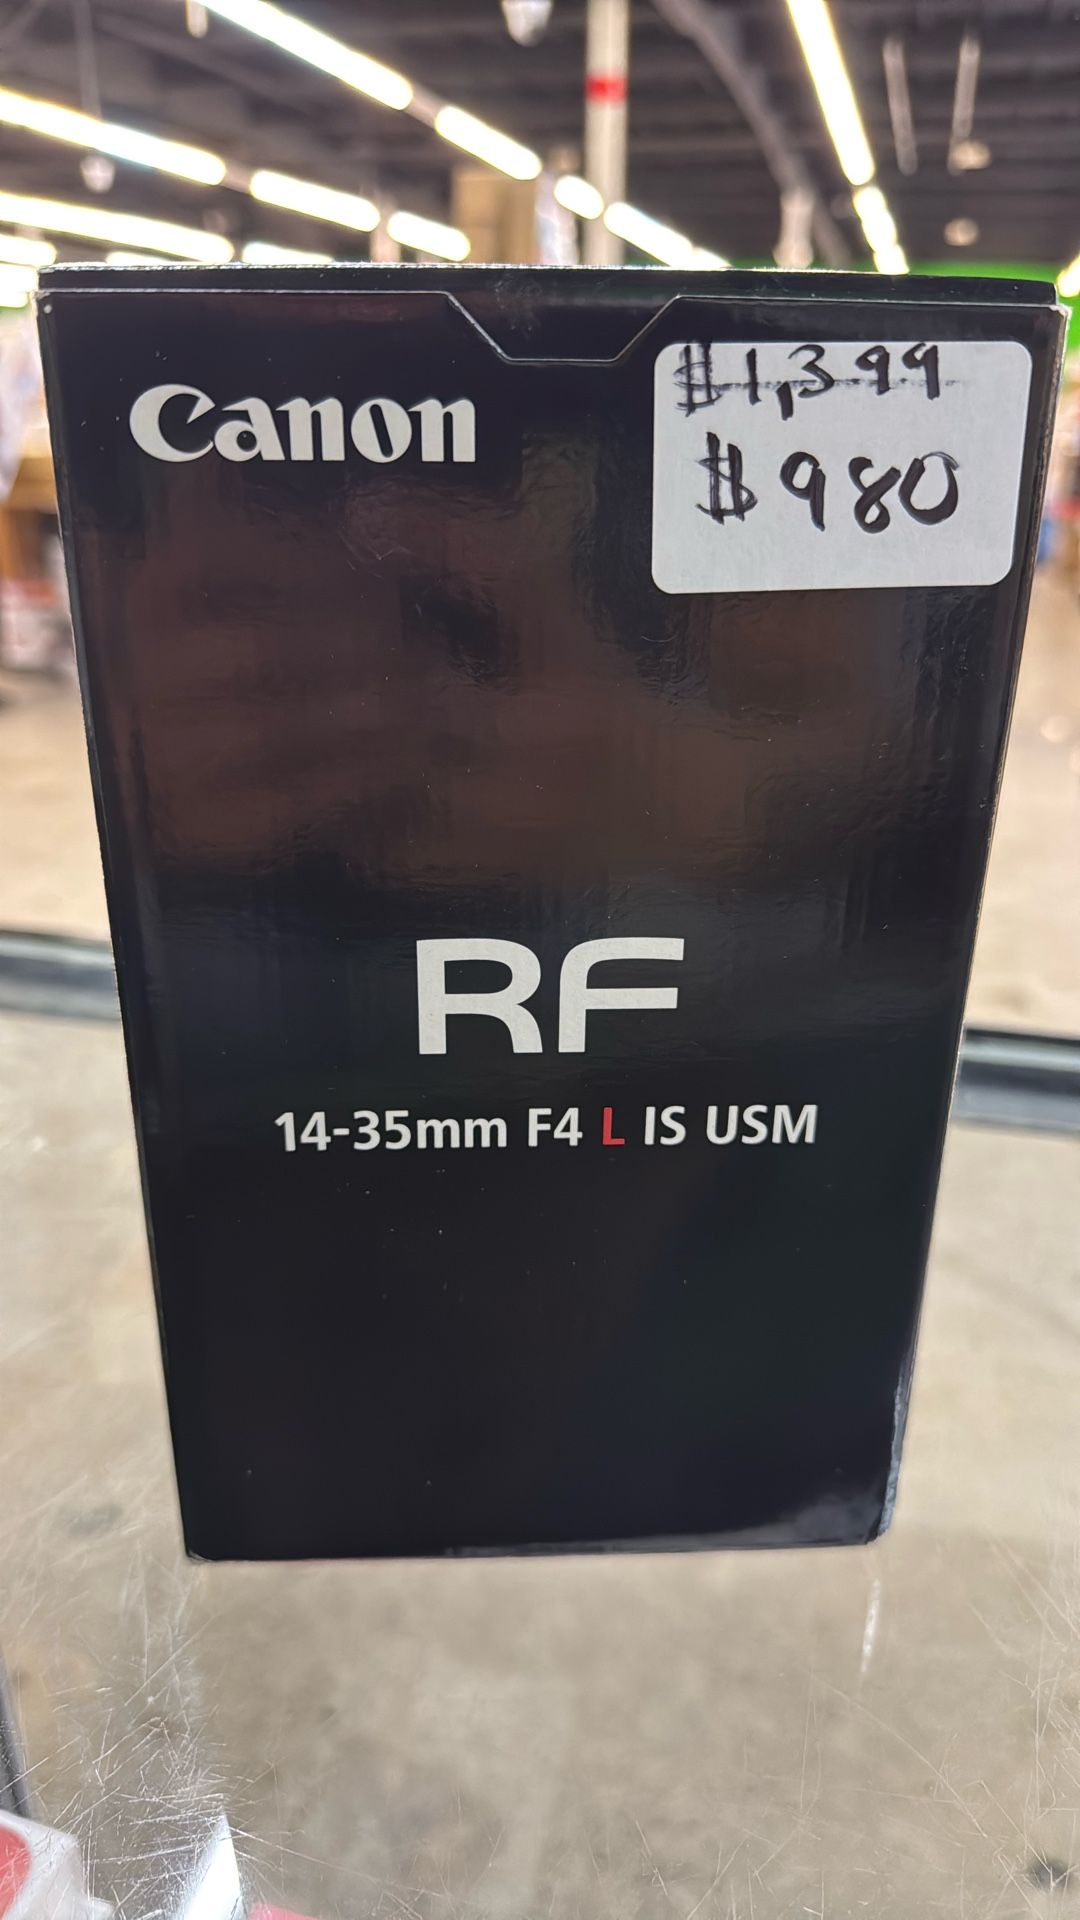 Canon
$1,399
$980
RF
14-35mm F4 L IS USM